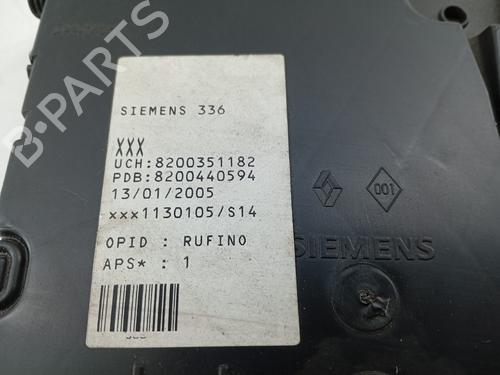 SIEMENS 336
XXX
UCH:8200351182
PDB:8200440594
13/01/2005
xxx1130105/S14
OPID : RUFINO
APS* : 1
001
SIEMENS
B-PARTS